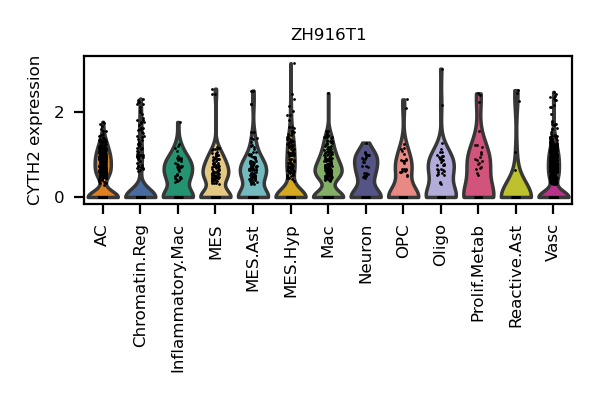 ZH916T1
CYTH2 expression
2
0
AC
Chromatin.Reg
Inflammatory.Mac
MES
MES.Ast
MES.Hyp
Mac
Neuron
OPC
Oligo
Prolif.Metab
Reactive.Ast
Vasc